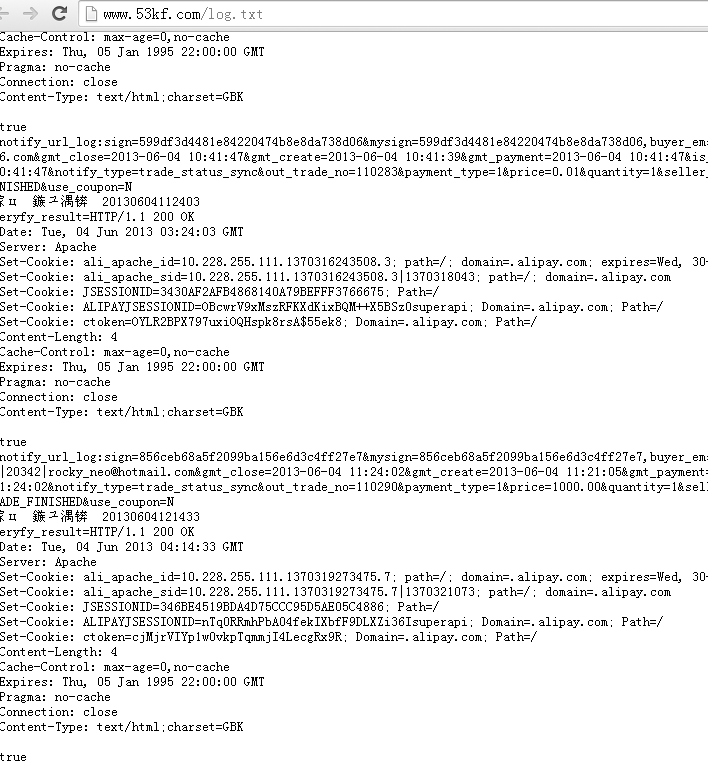 www.53kf.com/log.txt
Cache-Control: max-age=0,no-cache
Expires: Thu, 05 Jan 1995 22:00:00 GMT
Pragma: no-cache
Connection: close
Content-Type: text/html;charset=GBK
true
notify_url_log:sign=599df3d4481e84220474b8e8da738d06&mysign=599df3d4481e84220474b8e8da738d06,buyer_em
6.com&gmt_close=2013-06-04 10:41:47&gmt_create=2013-06-04 10:41:39&gmt_payment=2013-06-04 10:41:47&is_
0:41:47&notify_type=trade_status_sync&out_trade_no=110283&payment_type=1&price=0.01&quantity=1&seller_
NISHED&use_coupon=N
20130604112403
eryfy_result=HTTP/1.1 200 OK
Date: Tue, 04 Jun 2013 03:24:03 GMT
Server: Apache
Set-Cookie: ali_apache_id=10.228.255.111.1370316243508.3; path=/; domain=.alipay.com; expires=Wed, 30-
Set-Cookie: ali_apache_sid=10.228.255.111.1370316243508.3|1370318043; path=/; domain=.alipay.com
Set-Cookie: JSESSIONID=3430AF2AFB4868140A79BEFFF3766675; Path=/
Set-Cookie: ALIPAYJSESSIONID=OBcwrV9xMszRFKXdKixBQM++X5BSz0superapi; Domain=.alipay.com; Path=/
Set-Cookie: ctoken=OYLR2BPX797uxiOQHspk8rsA$55ek8; Domain=.alipay.com; Path=/
Content-Length: 4
Cache-Control: max-age=0,no-cache
Expires: Thu, 05 Jan 1995 22:00:00 GMT
Pragma: no-cache
Connection: close
Content-Type: text/html;charset=GBK
true
notify_url_log:sign=856ceb68a5f2099ba156e6d3c4ff27e7&mysign=856ceb68a5f2099ba156e6d3c4ff27e7,buyer_em
|20342|rocky_neo@hotmail.com&gmt_close=2013-06-04 11:24:02&gmt_create=2013-06-04 11:21:05&gmt_payment=
1:24:02&notify_type=trade_status_sync&out_trade_no=110290&payment_type=1&price=1000.00&quantity=1&sell
ADE_FINISHED&use_coupon=N
20130604121433
eryfy_result=HTTP/1.1 200 OK
Date: Tue, 04 Jun 2013 04:14:33 GMT
Server: Apache
Set-Cookie: ali_apache_id=10.228.255.111.1370319273475.7; path=/; domain=.alipay.com; expires=Wed, 30-
Set-Cookie: ali_apache_sid=10.228.255.111.1370319273475.7|1370321073; path=/; domain=.alipay.com
Set-Cookie: JSESSIONID=346BE4519BDA4D75CCC95D5AE05C4886; Path=/
Set-Cookie: ALIPAYJSESSIONID=nTq0RRmhPbA04fekIXbfF9DLXZi36Isuperapi; Domain=.alipay.com; Path=/
Set-Cookie: ctoken=cjMjrVIYp1w0vkpTqmmjI4LecgRx9R; Domain=.alipay.com; Path=/
Content-Length: 4
Cache-Control: max-age=0,no-cache
Expires: Thu, 05 Jan 1995 22:00:00 GMT
Pragma: no-cache
Connection: close
Content-Type: text/html;charset=GBK
true